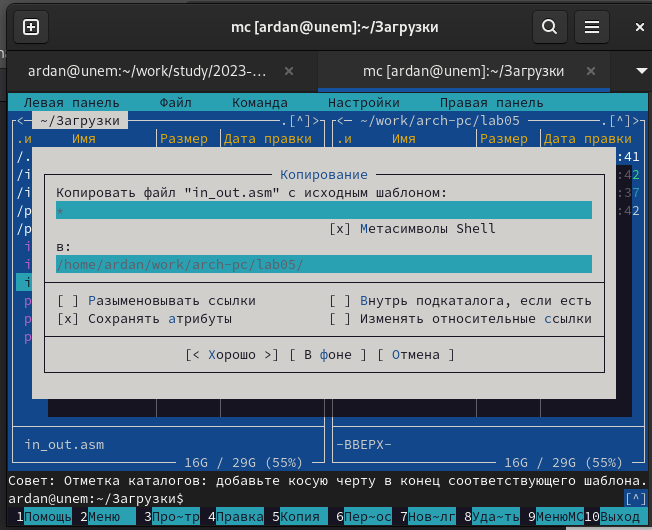 mc [ardan@unem]:~/Загрузки
ardan@unem:~/work/study/2023-...
mc [ardan@unem]:~/Загрузки
Левая панель Файл Команда Настройки Правая панель
<─ ~/Загрузки .[^]> <─ ~/work/arch-pc/lab05 .[^]>
.и Имя Размер Дата правки .и Имя Размер Дата правки
/. :41
/i :42
/i :37
/p :42
/p
i
i
i
p
p
p
Копирование
Копировать файл "in_out.asm" с исходным шаблоном:
*
[x] Метасимволы Shell
в:
/home/ardan/work/arch-pc/lab05/
[ ] Разыменовывать ссылки [ ] Внутрь подкаталога, если есть
[x] Сохранять атрибуты [ ] Изменять относительные ссылки
[< Хорошо >] [ В фоне ] [ Отмена ]
in_out.asm -ВВЕРХ-
16G / 29G (55%) 16G / 29G (55%)
Совет: Отметка каталогов: добавьте косую черту в конец соответствующего шаблона.
ardan@unem:~/Загрузки$ [^]
1Помощь 2Меню 3Про~тр 4Правка 5Копия 6Пер~ос 7Нов~лг 8Уда~ть 9МенюМС 10Выход